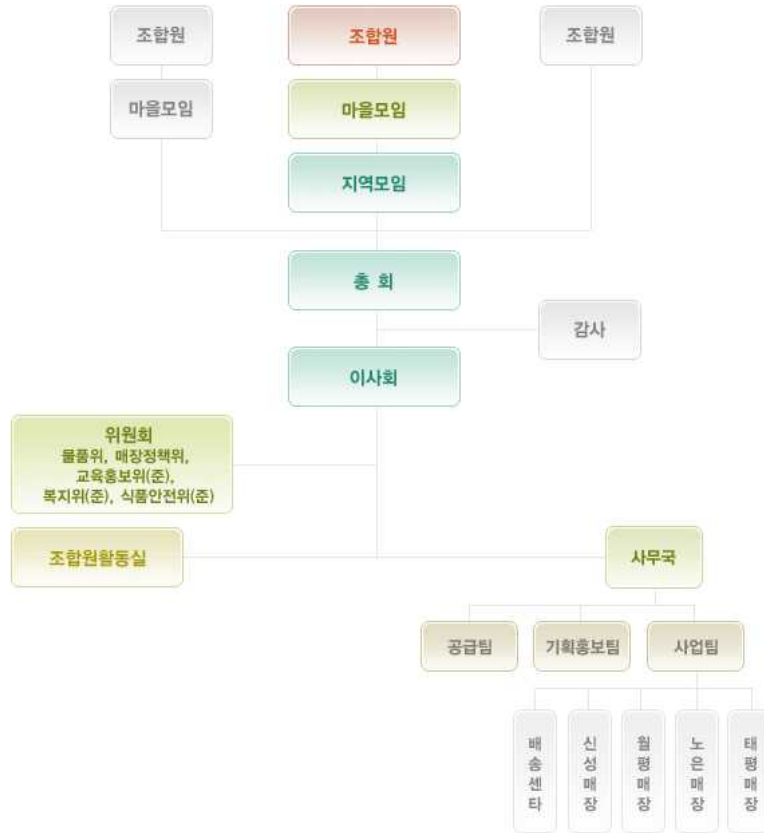 조합원
조합원
조합원
마을모임
마을모임
지역모임
총 회
감사
이사회
위원회
물품위, 매장정책위,
교육홍보위(준),
복지위(준), 식품안전위(준)
조합원활동실
사무국
공급팀
기획홍보팀
사업팀
배송센타
신성매장
월평매장
노은매장
태평매장